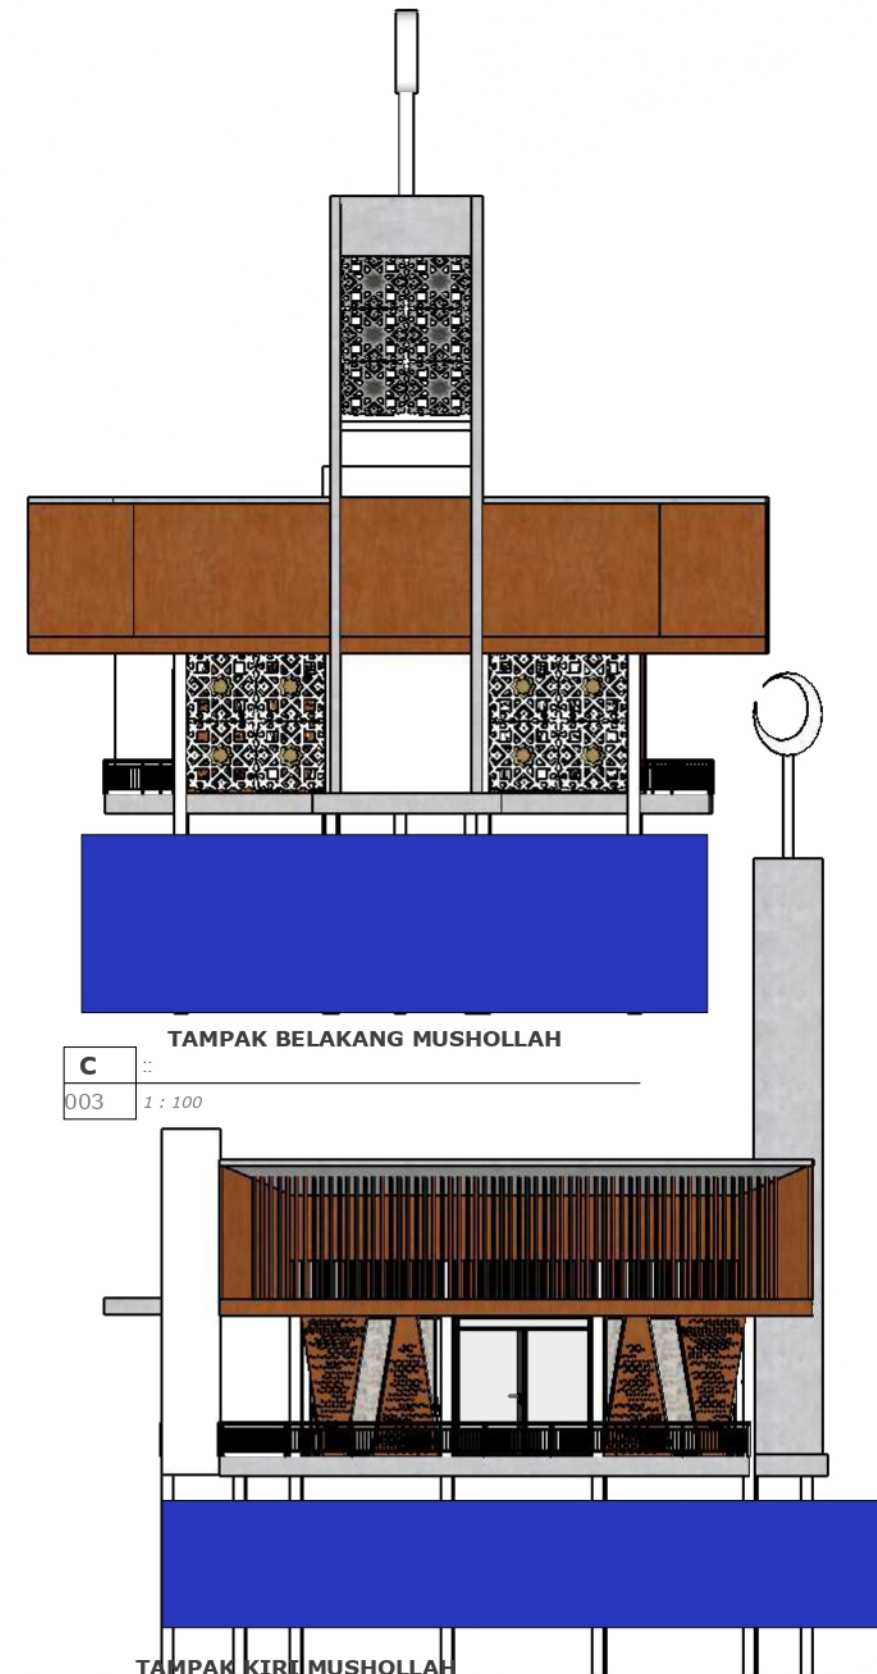 TAMPAK BELAKANG MUSHOLLAH
C
::
003
1 : 100
TAMPAK KIRI MUSHOLLAH